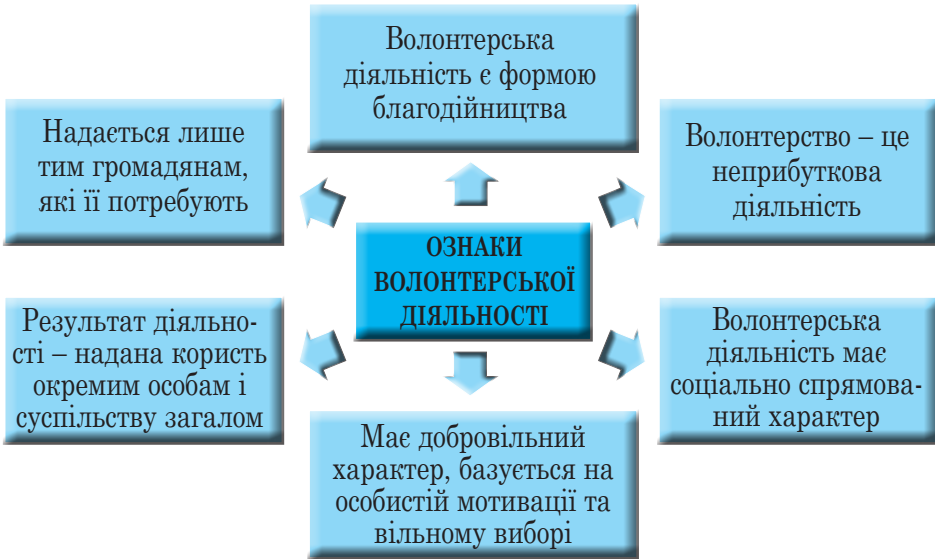 Волонтерська
діяльність є формою
благодійництва
Надається лише
тим громадянам,
які її потребують
Волонтерство – це
неприбуткова
діяльність
ОЗНАКИ
ВОЛОНТЕРСЬКОЇ
ДІЯЛЬНОСТІ
Результат діяльно-
сті – надана користь
окремим особам і
суспільству загалом
Волонтерська
діяльність має
соціально спрямова-
ний характер
Має добровільний
характер, базується на
особистій мотивації та
вільному виборі